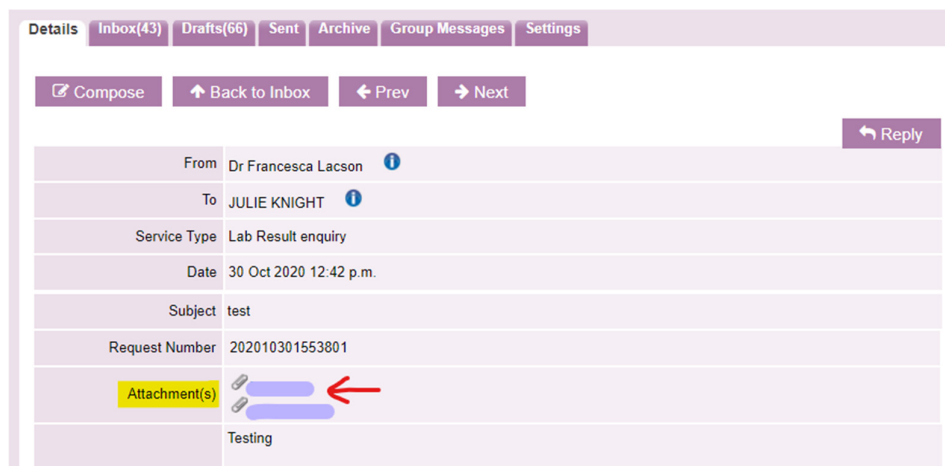 Details Inbox(43) Drafts(66) Sent Archive Group Messages Settings
Compose Back to Inbox Prev Next
Reply
From Dr Francesca Lacson
To JULIE KNIGHT
Service Type Lab Result enquiry
Date 30 Oct 2020 12:42 p.m.
Subject test
Request Number 202010301553801
Attachment(s)
Testing